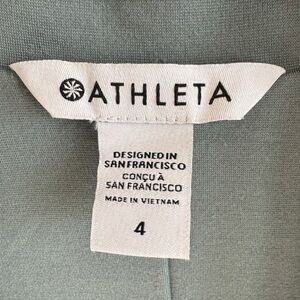 ATHLETA
DESIGNED IN
SAN FRANCISCO
CONÇU À
SAN FRANCISCO
MADE IN VIETNAM
4